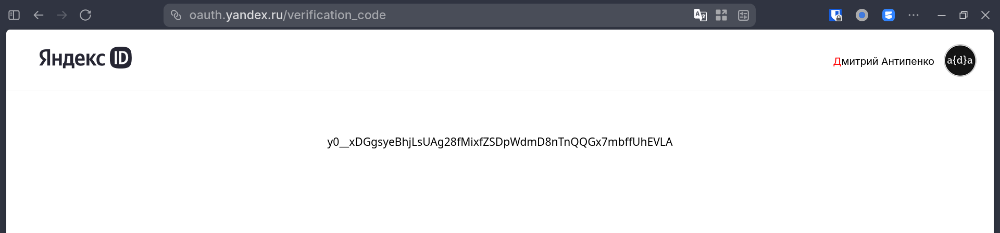 oauth.yandex.ru/verification_code
Яндекс ID
Дмитрий Антипенко
a{d}a
y0__xDGgsyeBhjLsUAg28fMixfZSDpWdmD8nTnQQGx7mbffUhEVLA